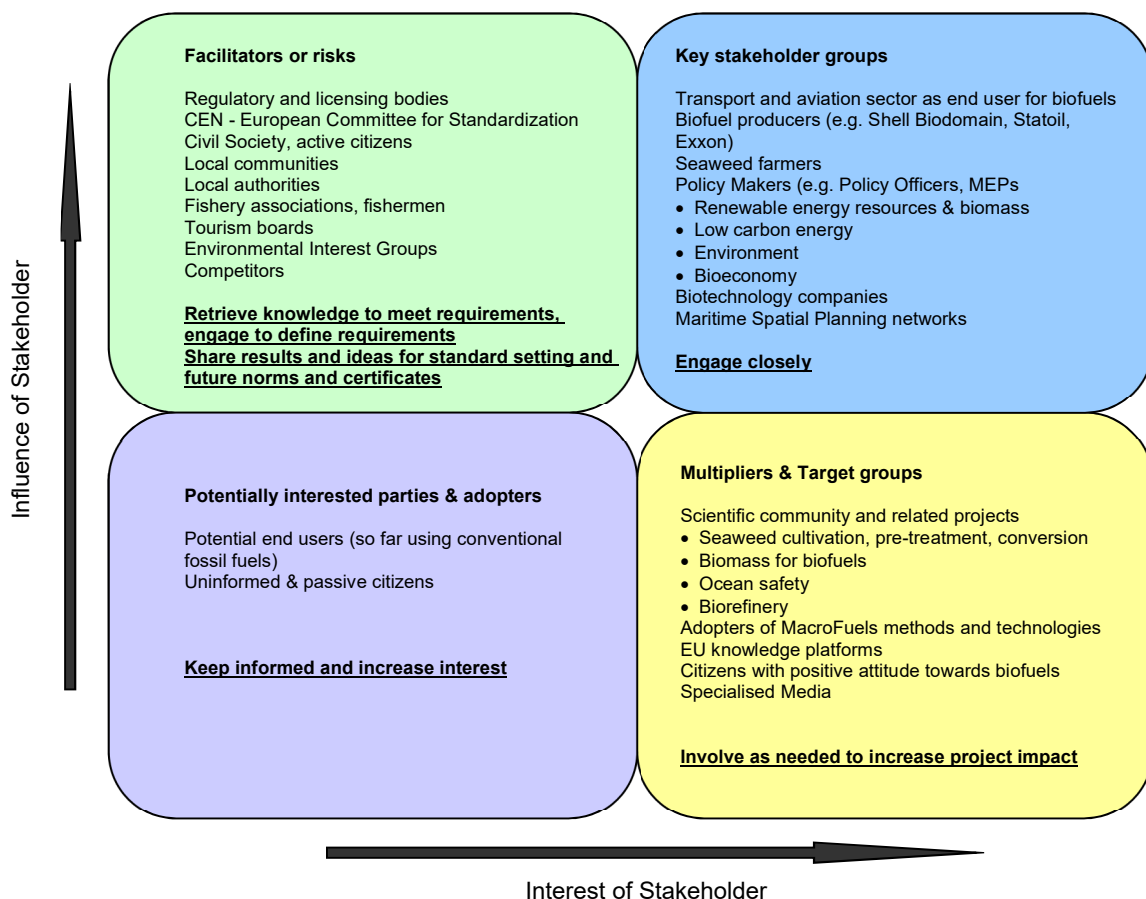 Facilitators or risks
Regulatory and licensing bodies
CEN - European Committee for Standardization
Civil Society, active citizens
Local communities
Local authorities
Fishery associations, fishermen
Tourism boards
Environmental Interest Groups
Competitors
Retrieve knowledge to meet requirements,
engage to define requirements
Share results and ideas for standard setting and
future norms and certificates
Key stakeholder groups
Transport and aviation sector as end user for biofuels
Biofuel producers (e.g. Shell Biodomain, Statoil,
Exxon)
Seaweed farmers
Policy Makers (e.g. Policy Officers, MEPs
• Renewable energy resources & biomass
• Low carbon energy
• Environment
• Bioeconomy
Biotechnology companies
Maritime Spatial Planning networks
Engage closely
Influence of Stakeholder
Potentially interested parties & adopters
Potential end users (so far using conventional
fossil fuels)
Uninformed & passive citizens
Keep informed and increase interest
Multipliers & Target groups
Scientific community and related projects
• Seaweed cultivation, pre-treatment, conversion
• Biomass for biofuels
• Ocean safety
• Biorefinery
Adopters of MacroFuels methods and technologies
EU knowledge platforms
Citizens with positive attitude towards biofuels
Specialised Media
Involve as needed to increase project impact
Interest of Stakeholder